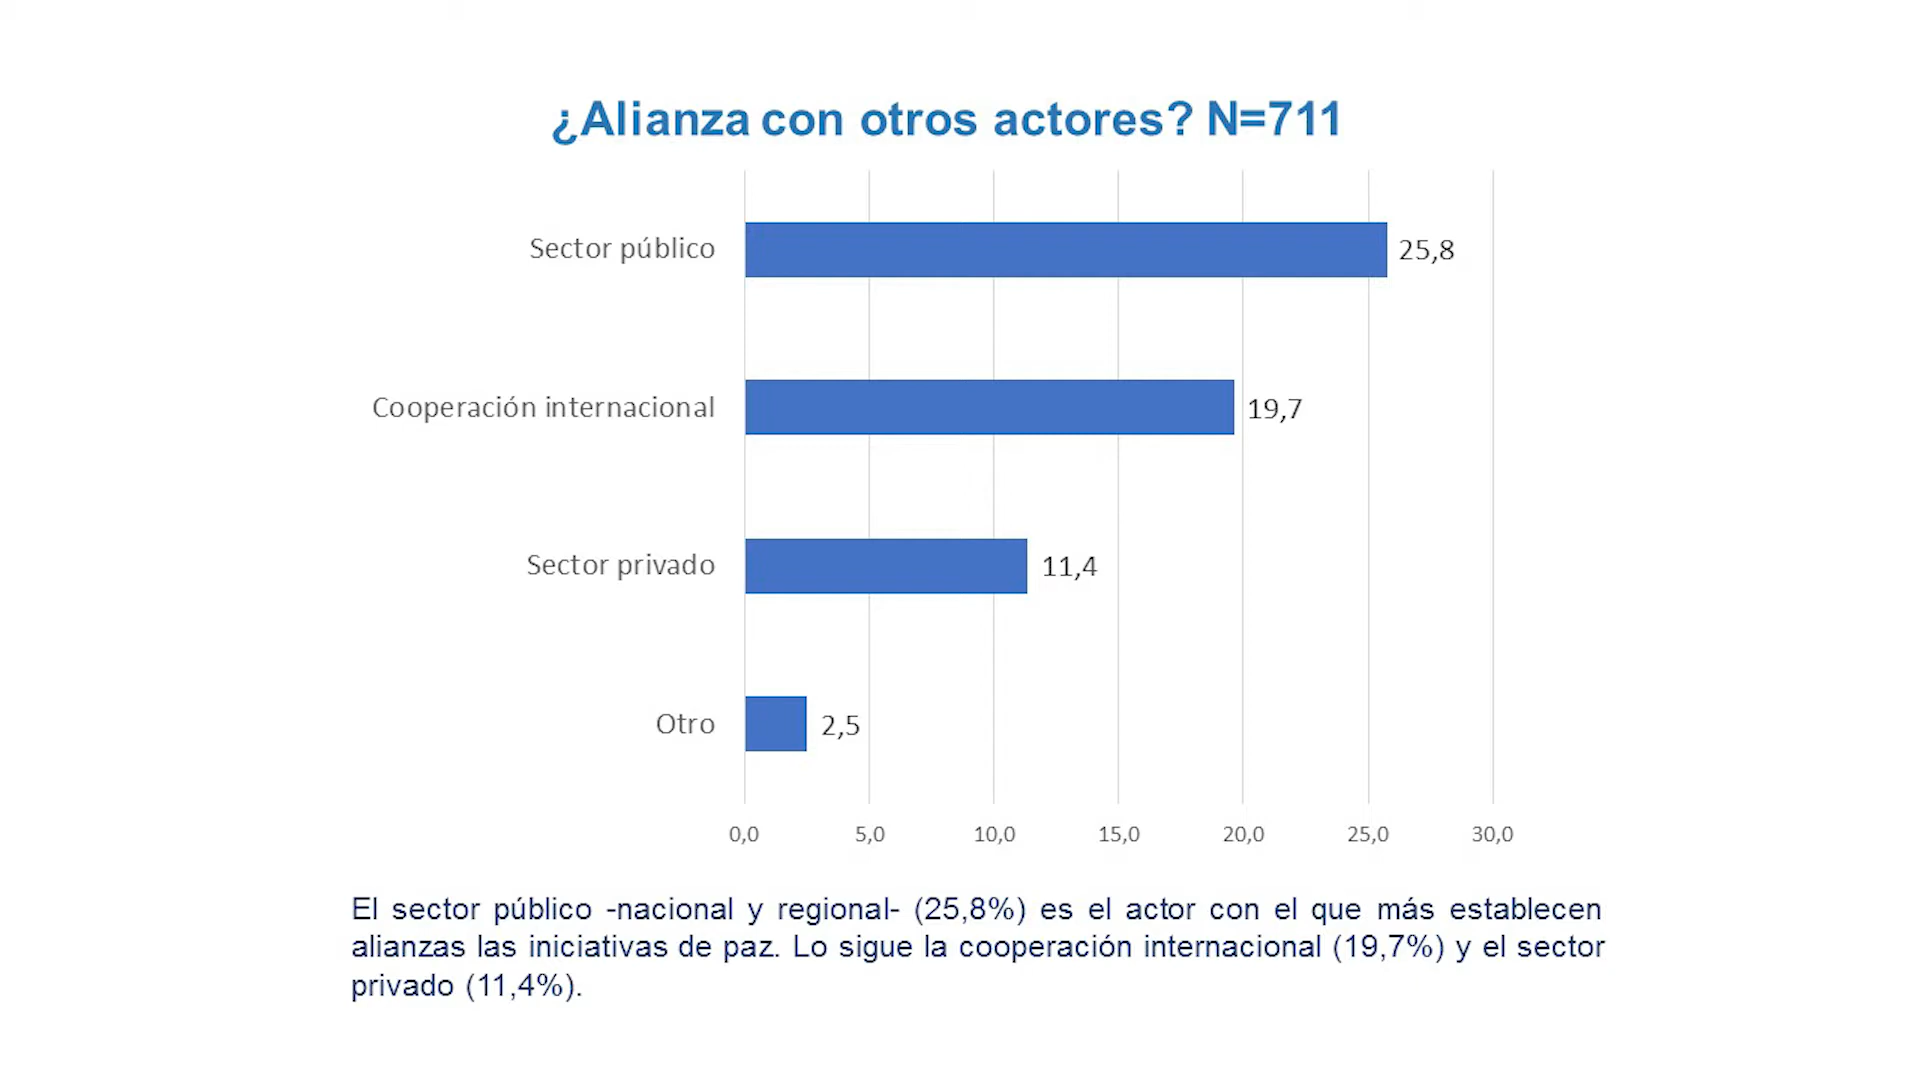 ¿Alianza con otros actores? N=711
Sector público
25,8
Cooperación internacional
19,7
Sector privado
11,4
Otro
2,5
0,0 5,0 10,0 15,0 20,0 25,0 30,0
El sector público -nacional y regional- (25,8%) es el actor con el que más establecen
alianzas las iniciativas de paz. Lo sigue la cooperación internacional (19,7%) y el sector
privado (11,4%).